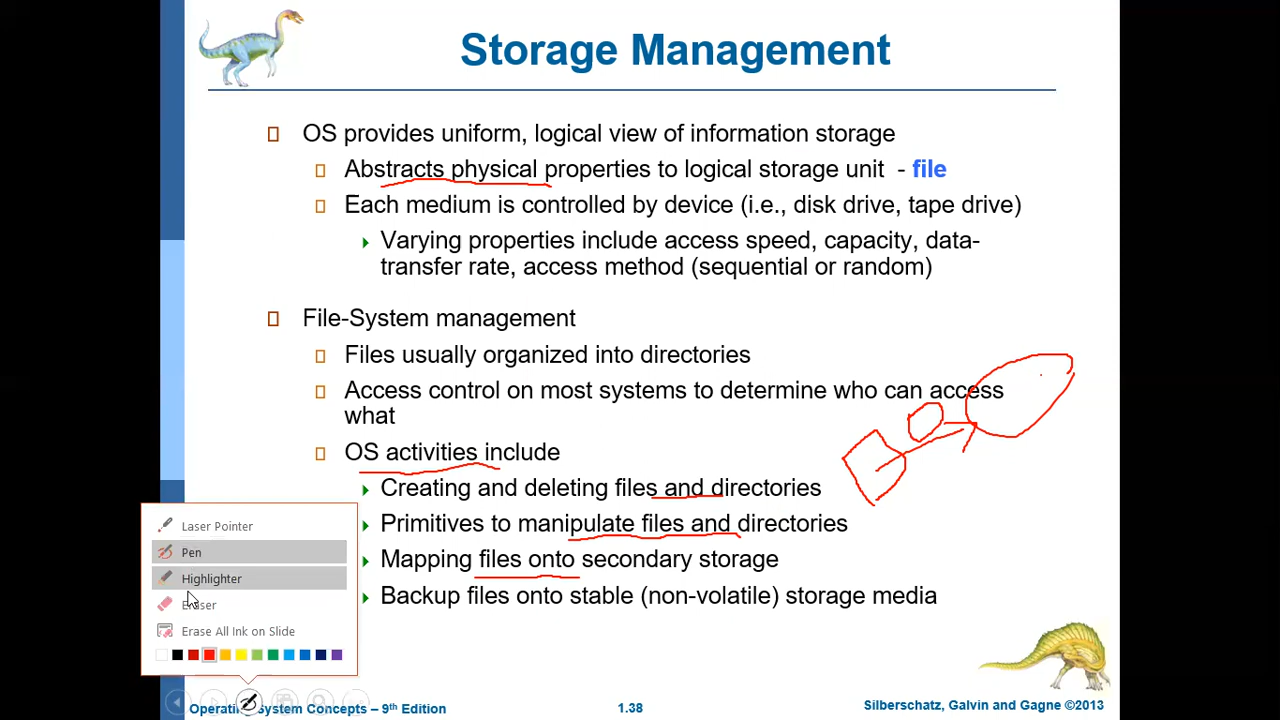 Storage Management
OS provides uniform, logical view of information storage
Abstracts physical properties to logical storage unit - file
Each medium is controlled by device (i.e., disk drive, tape drive)
Varying properties include access speed, capacity, data-
transfer rate, access method (sequential or random)
File-System management
Files usually organized into directories
Access control on most systems to determine who can access
what
OS activities include
Creating and deleting files and directories
Primitives to manipulate files and directories
Mapping files onto secondary storage
Backup files onto stable (non-volatile) storage media
Laser Pointer
Pen
Highlighter
Eraser
Erase All Ink on Slide
Operating System Concepts – 9th Edition
1.38
Silberschatz, Galvin and Gagne ©2013